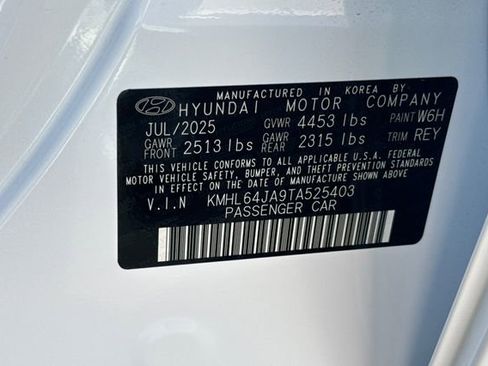 MANUFACTURED IN KOREA BY
HYUNDAI MOTOR COMPANY
JUL/2025 GVWR 4453 lbs PAINT W6H
GAWR FRONT 2513 lbs GAWR REAR 2315 lbs TRIM REY
THIS VEHICLE CONFORMS TO ALL APPLICABLE U.S.A. FEDERAL
MOTOR VEHICLE SAFETY, BUMPER, AND THEFT PREVENTION STANDARDS
IN EFFECT ON THE DATE OF MANUFACTURE SHOWN ABOVE.
V.I.N KMHL64JA9TA525403
PASSENGER CAR